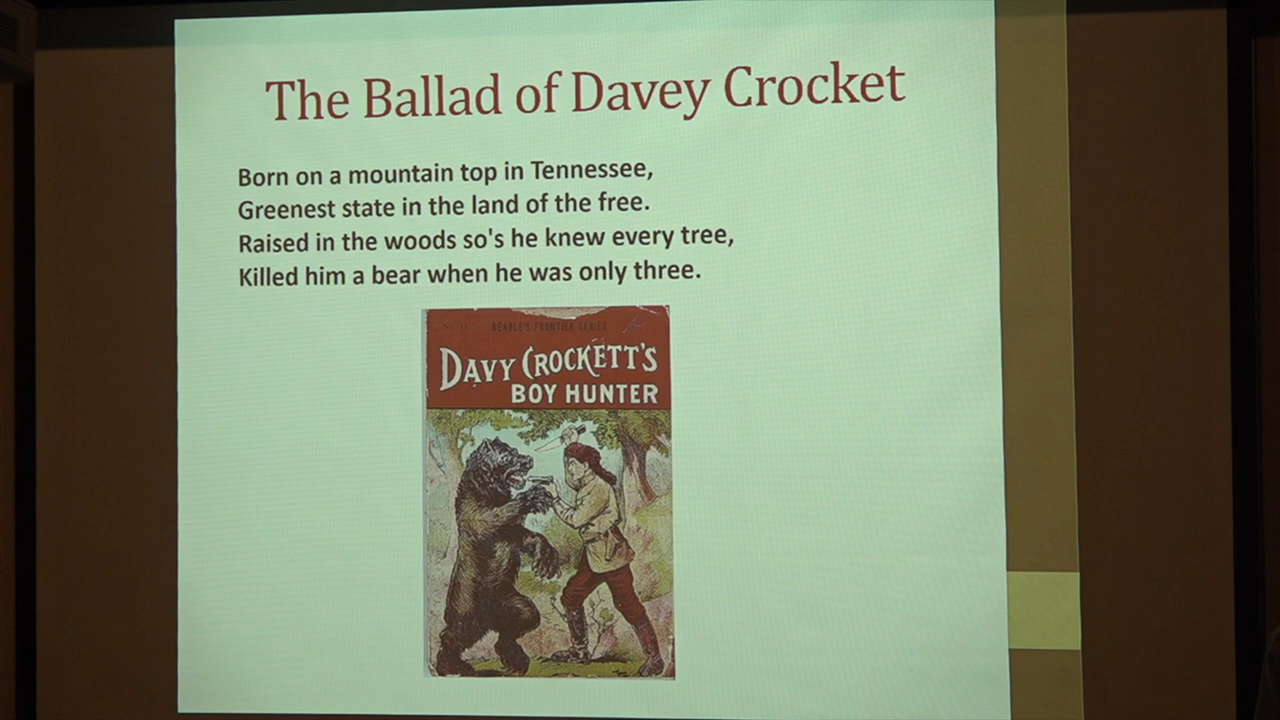 The Ballad of Davey Crocket
Born on a mountain top in Tennessee,
Greenest state in the land of the free.
Raised in the woods so's he knew every tree,
Killed him a bear when he was only three.
BEADLE'S FRONTIER SERIES
DAVY CROCKETT'S
BOY HUNTER